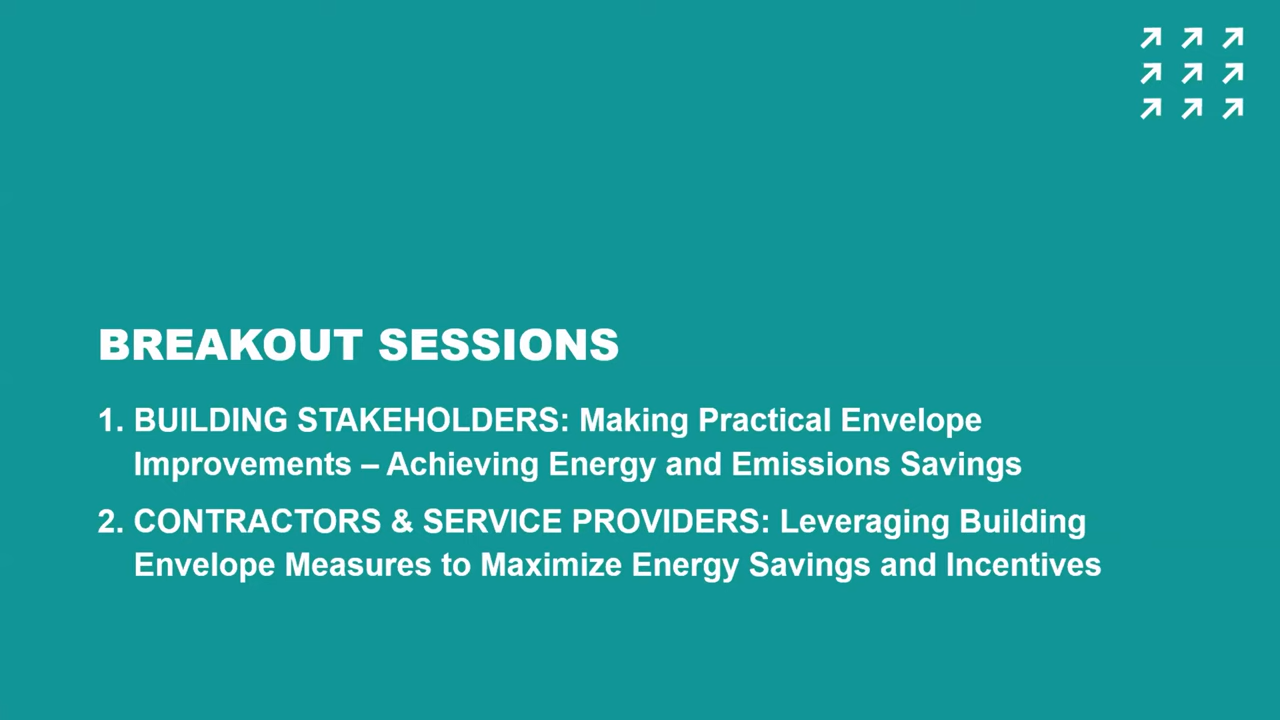 BREAKOUT SESSIONS
1. BUILDING STAKEHOLDERS: Making Practical Envelope
Improvements – Achieving Energy and Emissions Savings
2. CONTRACTORS & SERVICE PROVIDERS: Leveraging Building
Envelope Measures to Maximize Energy Savings and Incentives